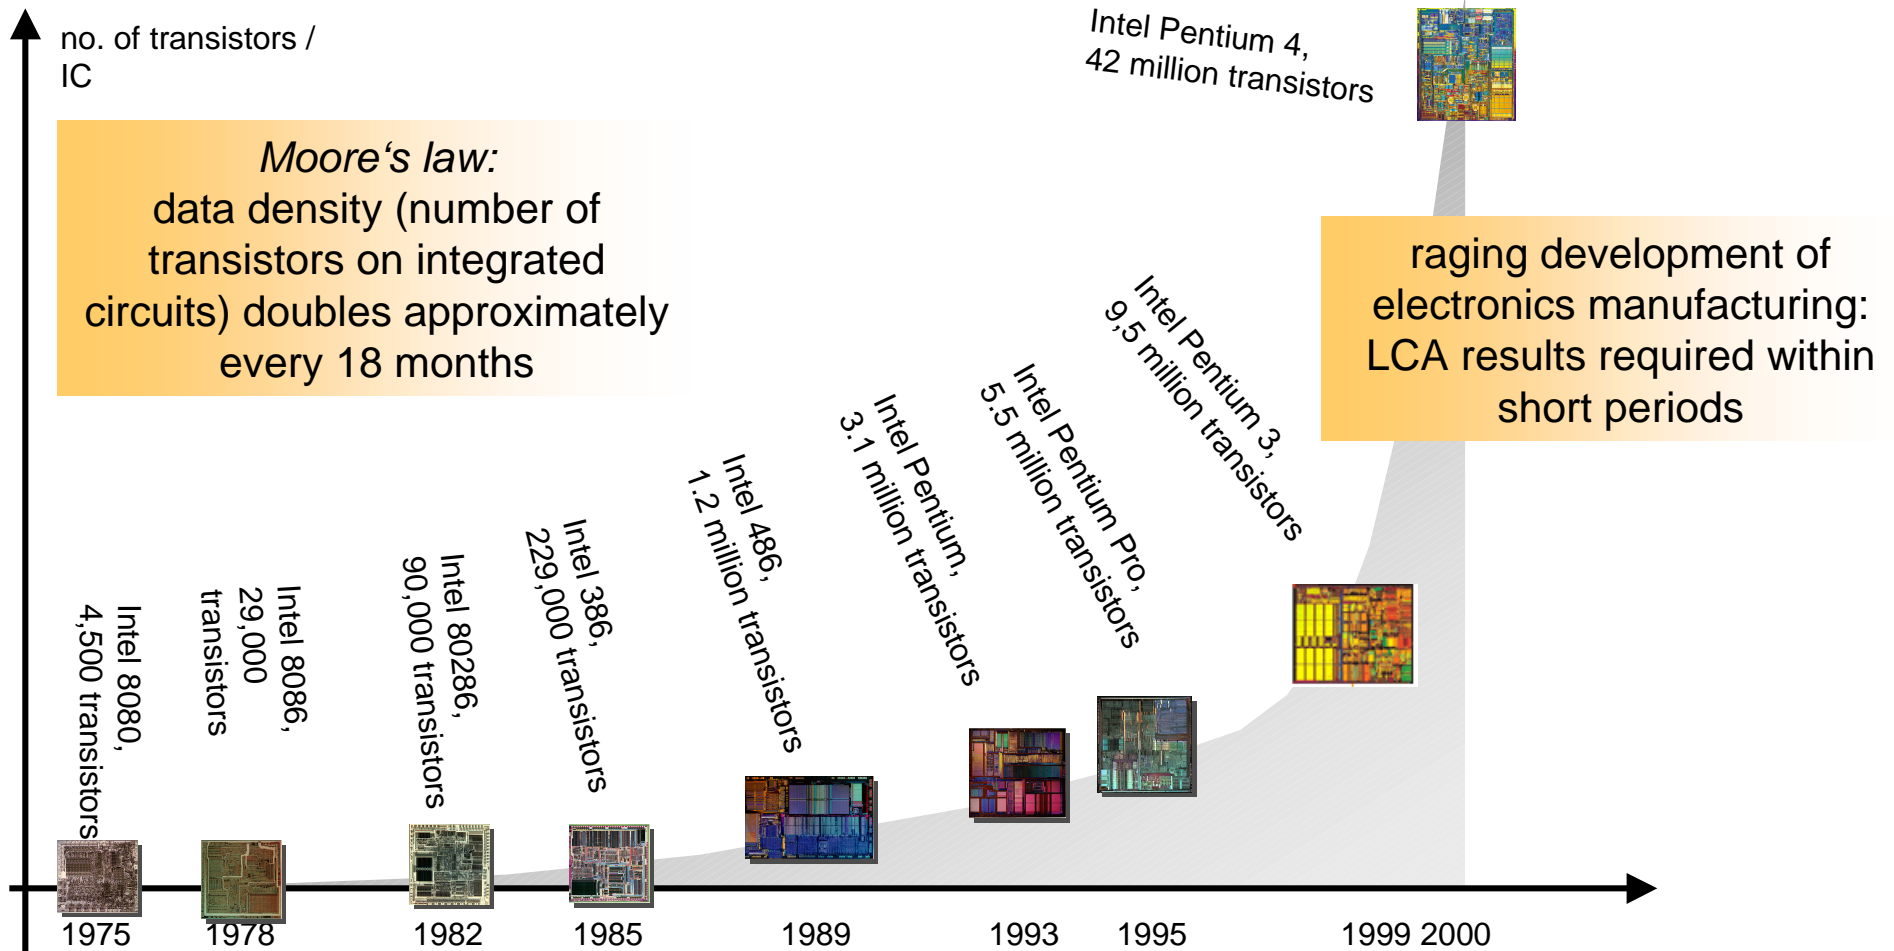 no. of transistors /
IC
Moore‘s law:
data density (number of
transistors on integrated
circuits) doubles approximately
every 18 months
Intel Pentium 4,
42 million transistors
raging development of
electronics manufacturing:
LCA results required within
short periods
Intel 8080,
4,500 transistors
Intel 8086,
29,000
transistors
Intel 80286,
90,000 transistors
Intel 386,
229,000 transistors
Intel 486,
1.2 million transistors
Intel Pentium,
3.1 million transistors
Intel Pentium Pro,
5.5 million transistors
Intel Pentium 3,
9,5 million transistors
1975 1978 1982 1985 1989 1993 1995 1999 2000